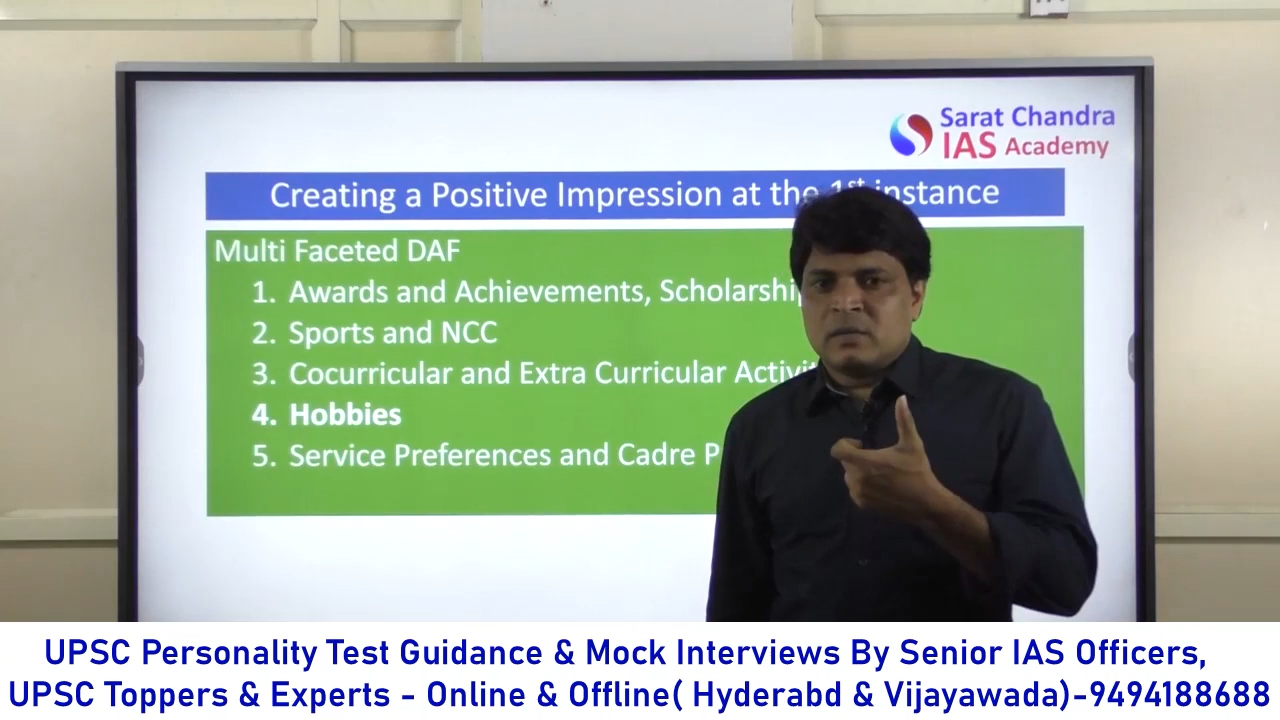 Sarat Chandra
IAS Academy
Creating a Positive Impression at the 1st instance
Multi Faceted DAF
1. Awards and Achievements,
2. Sports and NCC
3. Cocurricular and Extra Curricular
4. Hobbies
5. Service Preferences and Cadre
UPSC Personality Test Guidance & Mock Interviews By Senior IAS Officers,
UPSC Toppers & Experts - Online & Offline( Hyderabd & Vijayawada)-9494188688